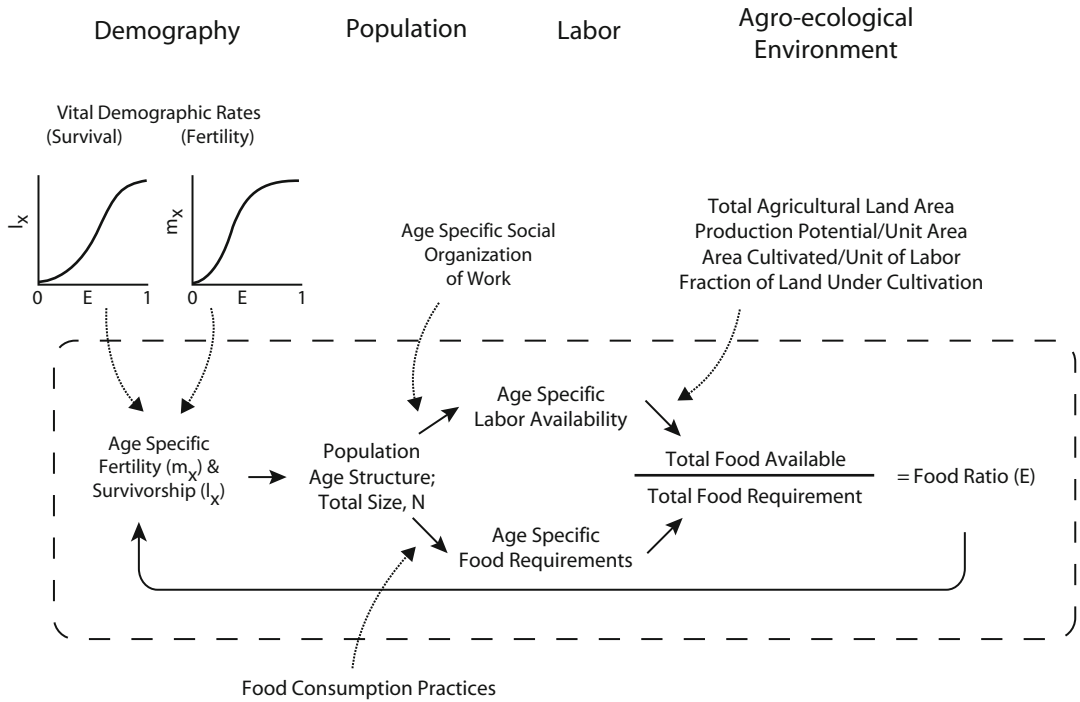 Demography
Population
Labor
Agro-ecological
Environment
Vital Demographic Rates
(Survival)
(Fertility)
lx
0 E 1
mx
0 E 1
Age Specific Social
Organization
of Work
Total Agricultural Land Area
Production Potential/Unit Area
Area Cultivated/Unit of Labor
Fraction of Land Under Cultivation
Age Specific
Fertility (mx) &
Survivorship (lx)
Population
Age Structure;
Total Size, N
Age Specific
Labor Availability
Age Specific
Food Requirements
Total Food Available
Total Food Requirement
= Food Ratio (E)
Food Consumption Practices